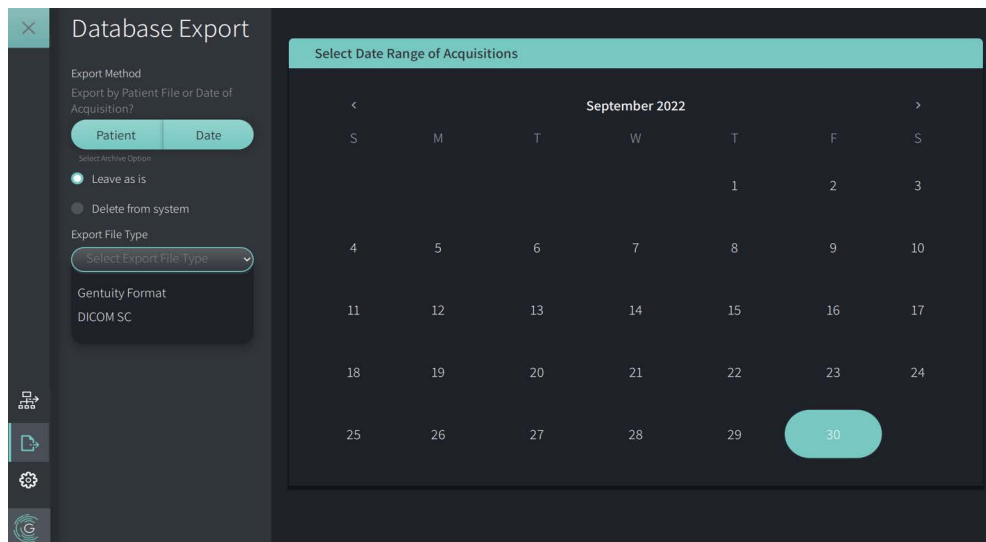 Database Export
Export Method
Export by Patient File or Date of
Acquisition?
Patient Date
Select Archive Option
Leave as is
Delete from system
Export File Type
Select Export File Type
Gentuity Format
DICOM SC
Select Date Range of Acquisitions
September 2022
S M T W T F S
1 2 3
4 5 6 7 8 9 10
11 12 13 14 15 16 17
18 19 20 21 22 23 24
25 26 27 28 29 30
G